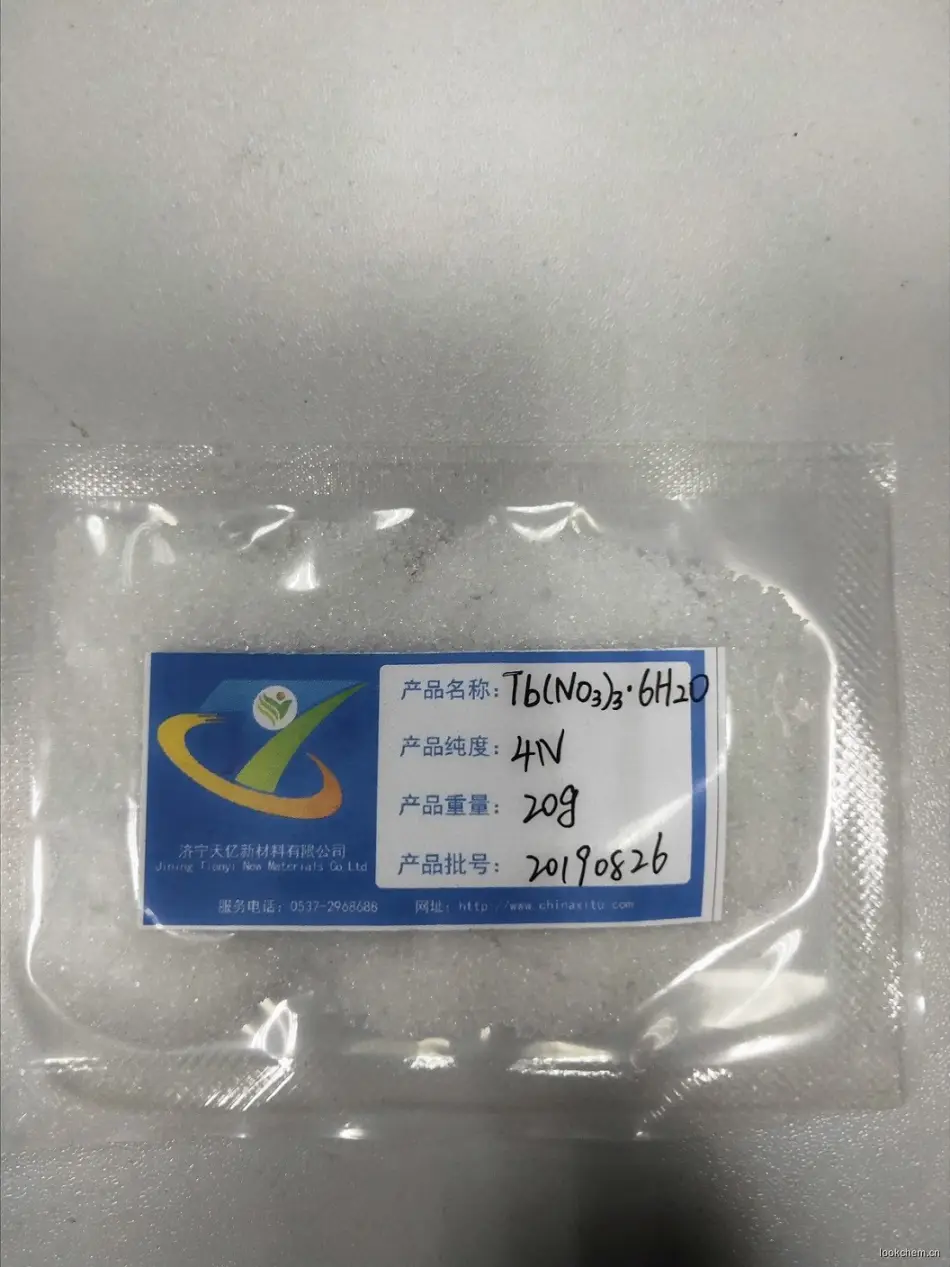 产品名称：Tb(NO3)3·6H2O
产品纯度：4N
产品重量：20g
产品批号：20190826
济宁天亿新材料有限公司
Jining Tianyi New Materials Co Ltd
服务电话：0537-2968688 网址：http://www.chinaxitu.com
lookchem.cn